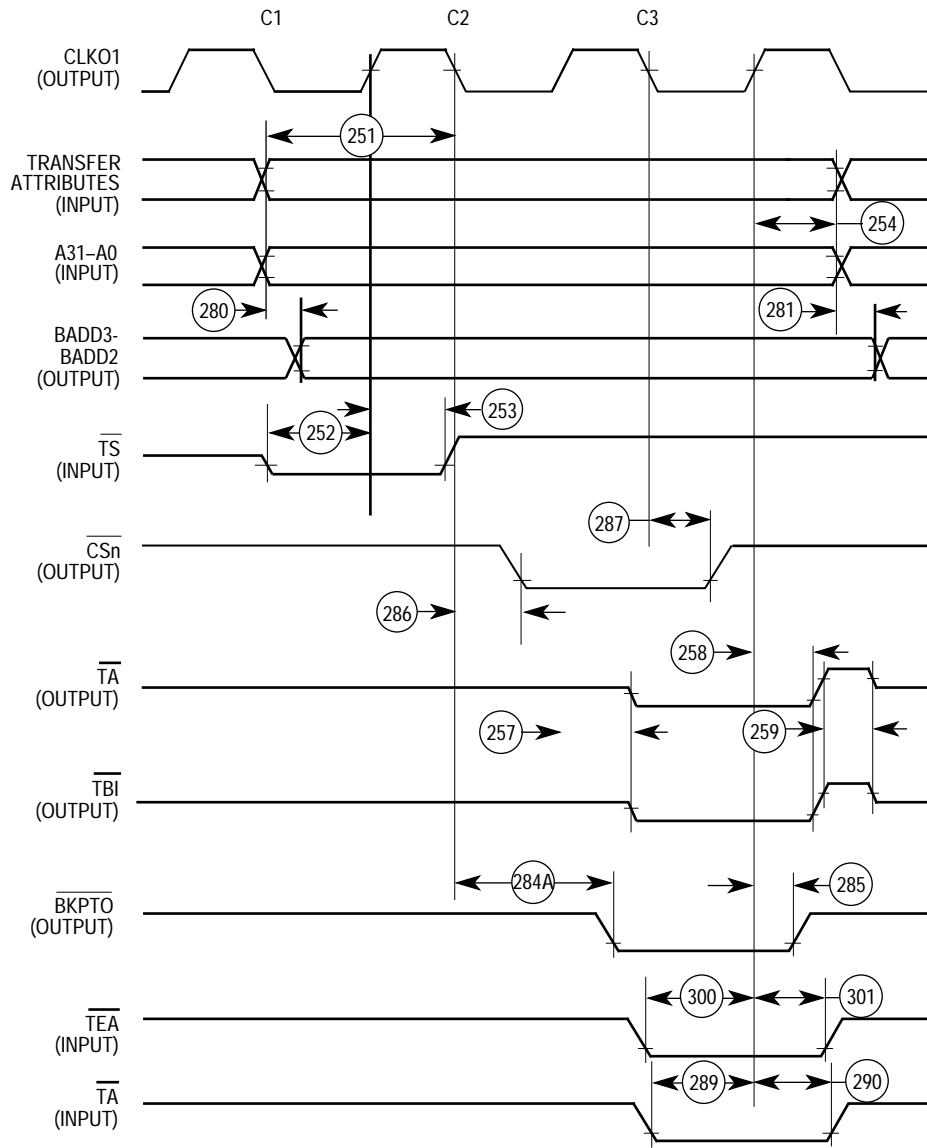 C1 C2 C3
CLKO1
(OUTPUT)
251
TRANSFER
ATTRIBUTES
(INPUT)
254
A31–A0
(INPUT)
280 281
BADD3-
BADD2
(OUTPUT)
252 253
TS
(INPUT)
287
CSn
(OUTPUT)
286
258
TA
(OUTPUT)
257 259
TBI
(OUTPUT)
284A 285
BKPTO
(OUTPUT)
300 301
TEA
(INPUT)
289 290
TA
(INPUT)